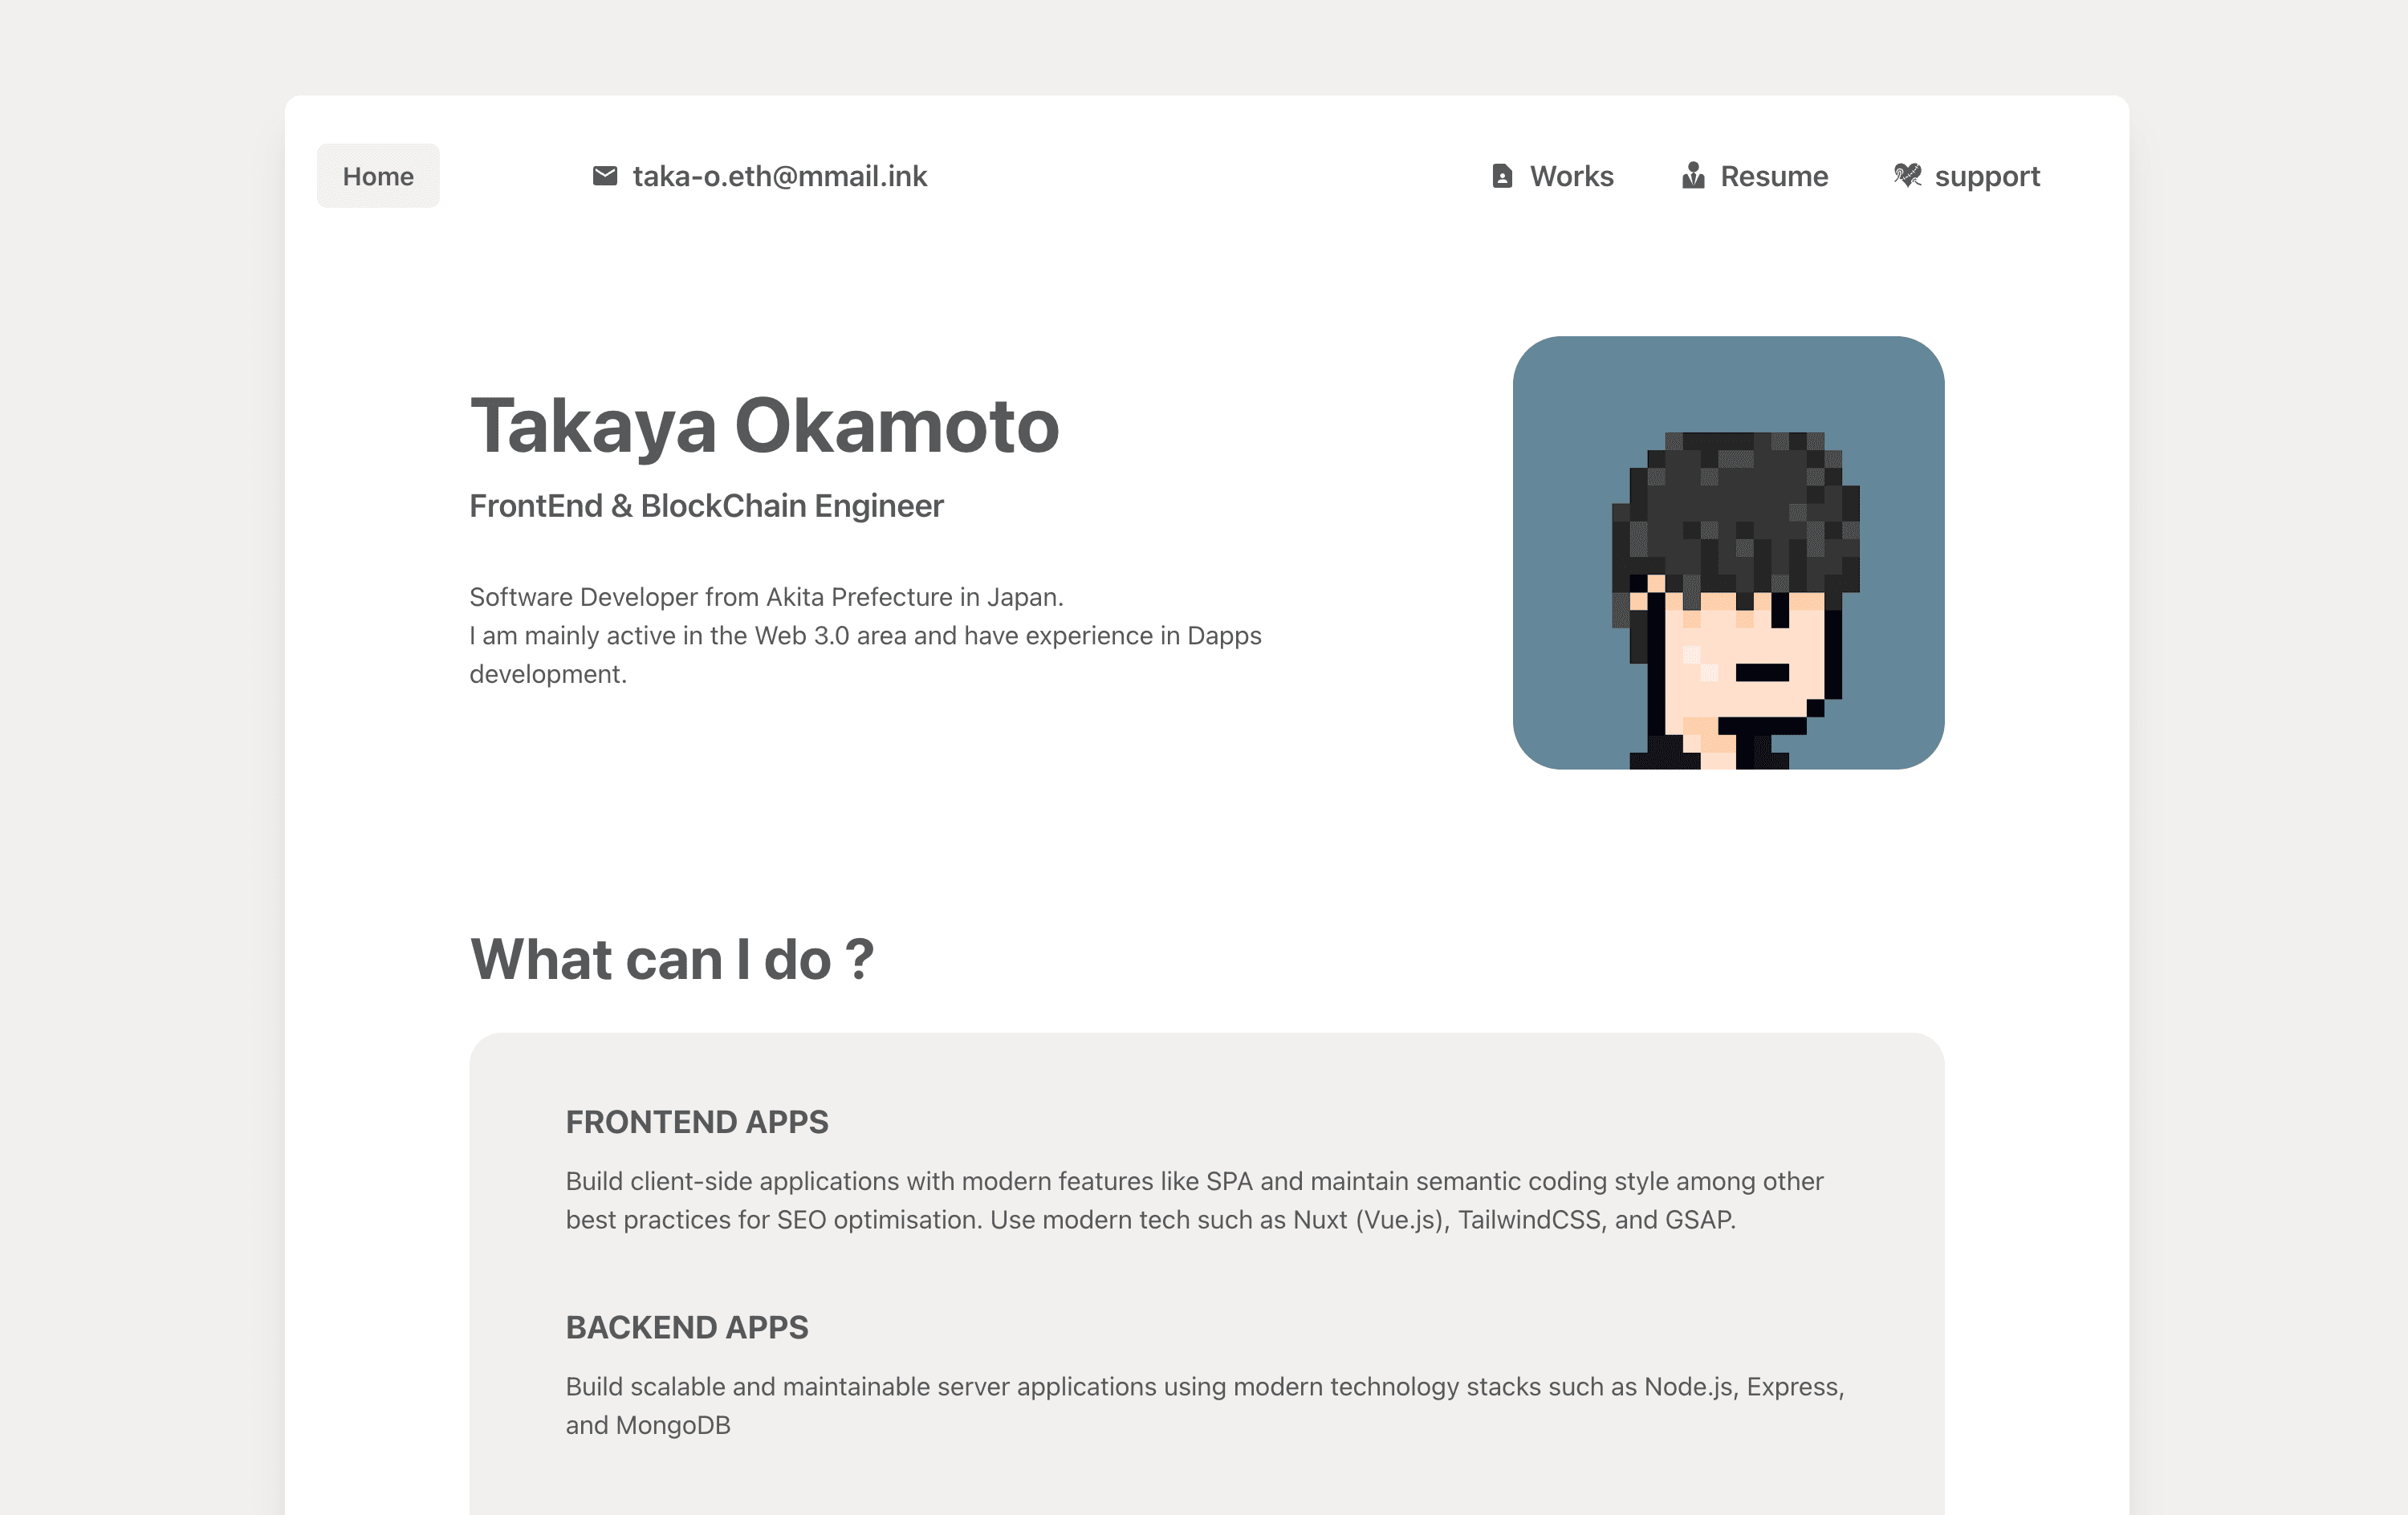 Home
taka-o.eth@mmail.ink
Works
Resume
support
Takaya Okamoto
FrontEnd & BlockChain Engineer
Software Developer from Akita Prefecture in Japan.
I am mainly active in the Web 3.0 area and have experience in Dapps
development.
What can I do ?
FRONTEND APPS
Build client-side applications with modern features like SPA and maintain semantic coding style among other
best practices for SEO optimisation. Use modern tech such as Nuxt (Vue.js), TailwindCSS, and GSAP.
BACKEND APPS
Build scalable and maintainable server applications using modern technology stacks such as Node.js, Express,
and MongoDB